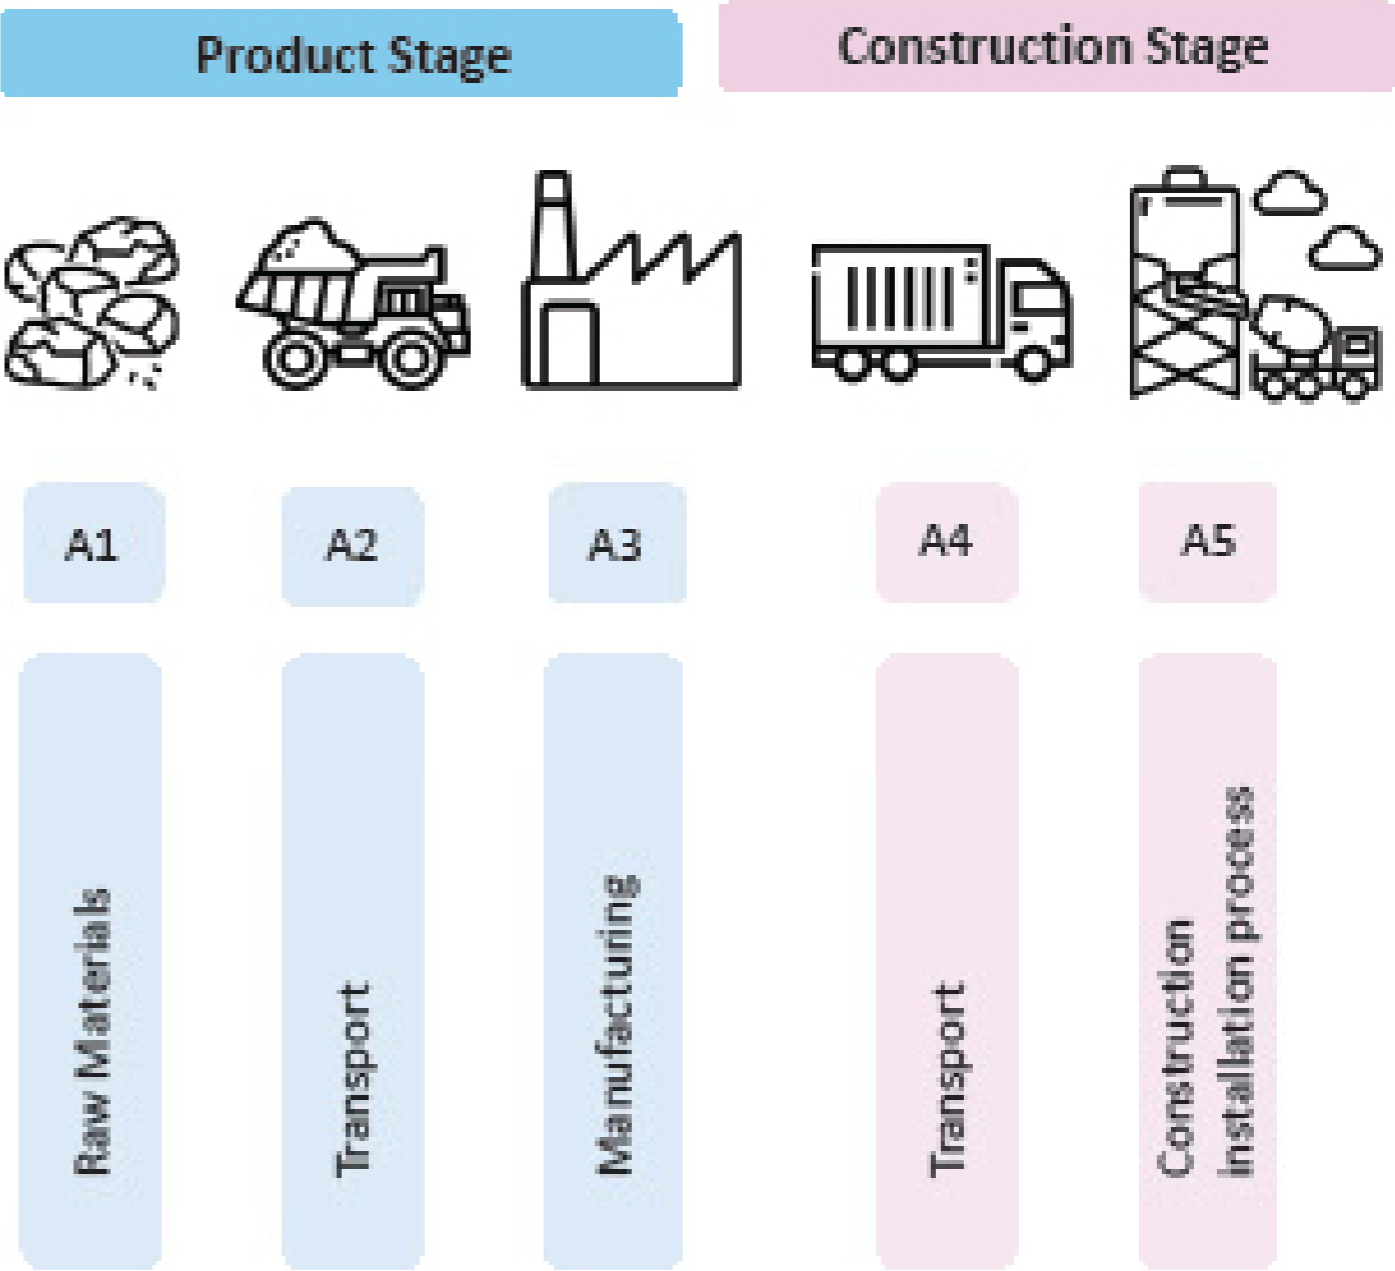 Product Stage
Construction Stage
A1
A2
A3
A4
A5
Raw Materials
Transport
Manufacturing
Transport
Construction
installation process